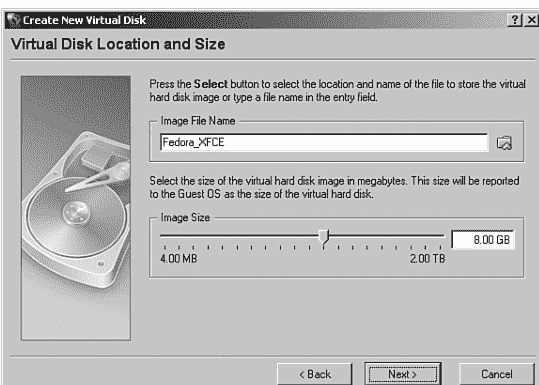 Create New Virtual Disk
Virtual Disk Location and Size
Press the Select button to select the location and name of the file to store the virtual
hard disk image or type a file name in the entry field.
Image File Name
Fedora_XFCE
Select the size of the virtual hard disk image in megabytes. This size will be reported
to the Guest OS as the size of the virtual hard disk.
Image Size
8.00 GB
4.00 MB 2.00 TB
< Back Next > Cancel